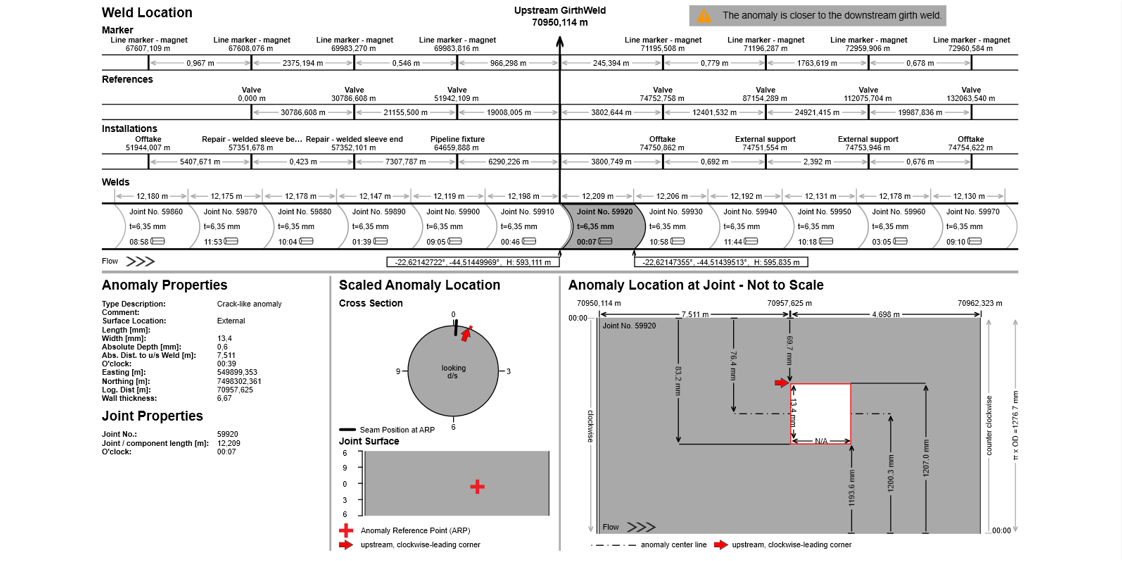 Weld Location
Upstream GirthWeld
70950,114 m
The anomaly is closer to the downstream girth weld.
Marker
Line marker - magnet Line marker - magnet Line marker - magnet Line marker - magnet Line marker - magnet Line marker - magnet Line marker - magnet Line marker - magnet
67607,109 m 67608,076 m 69983,270 m 69983,816 m 71195,508 m 71196,287 m 72959,906 m 72960,584 m
0,967 m 2375,194 m 0,546 m 966,298 m 245,394 m 0,779 m 1763,619 m 0,678 m
References
Valve Valve Valve Valve Valve Valve Valve
0,000 m 30786,608 m 51942,109 m 74752,758 m 87154,289 m 112075,704 m 132063,540 m
30786,608 m 21155,500 m 19008,005 m 3802,644 m 12401,532 m 24921,415 m 19987,836 m
Installations
Offtake Repair - welded sleeve be... Repair - welded sleeve end Pipeline fixture Offtake External support External support Offtake
51944,007 m 57351,678 m 57352,101 m 64659,888 m 74750,862 m 74751,554 m 74753,946 m 74754,622 m
5407,671 m 0,423 m 7307,787 m 6290,226 m 3800,749 m 0,692 m 2,392 m 0,676 m
Welds
12,180 m 12,175 m 12,178 m 12,147 m 12,119 m 12,198 m 12,209 m 12,206 m 12,192 m 12,131 m 12,178 m 12,130 m
Joint No. 59860 Joint No. 59870 Joint No. 59880 Joint No. 59890 Joint No. 59900 Joint No. 59910 Joint No. 59920 Joint No. 59930 Joint No. 59940 Joint No. 59950 Joint No. 59960 Joint No. 59970
t=6,35 mm t=6,35 mm t=6,35 mm t=6,35 mm t=6,35 mm t=6,35 mm t=6,35 mm t=6,35 mm t=6,35 mm t=6,35 mm t=6,35 mm t=6,35 mm
08:58 11:53 10:04 01:39 09:05 00:46 00:07 10:58 11:44 10:18 03:05 09:10
Flow
-22,62142722°, -44,51449969°, H: 593,111 m
-22,62147355°, -44,51439513°, H: 595,835 m
Anomaly Properties
Type Description: Crack-like anomaly
Comment:
Surface Location: External
Length [mm]:
Width [mm]: 13,4
Absolute Depth [mm]: 0,6
Abs. Dist. to u/s Weld [m]: 7,511
O'clock: 00:39
Easting [m]: 549899,353
Northing [m]: 7498302,361
Log. Dist [m]: 70957,625
Wall thickness: 6,67
Joint Properties
Joint No.: 59920
Joint / component length [m]: 12,209
O'clock: 00:07
Scaled Anomaly Location
Cross Section
0
9
looking
d/s
3
6
Seam Position at ARP
Joint Surface
6
9
0
3
6
Anomaly Reference Point (ARP)
upstream, clockwise-leading corner
Anomaly Location at Joint - Not to Scale
70950,114 m 70957,625 m 70962,323 m
7,511 m 4,698 m
00:00
Joint No. 59920
clockwise
83.2 mm
76.4 mm
69.7 mm
13.4 mm
N/A
1193.6 mm
1200.3 mm
1207.0 mm
counter clockwise
π x OD =1276.7 mm
Flow
00:00
anomaly center line
upstream, clockwise-leading corner